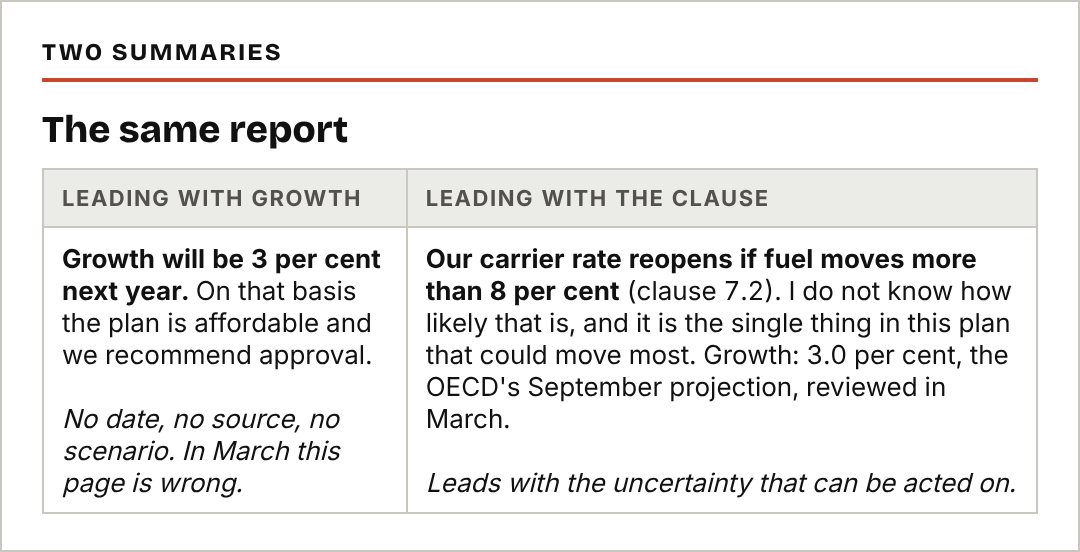 TWO SUMMARIES
The same report
LEADING WITH GROWTH
Growth will be 3 per cent
next year. On that basis
the plan is affordable and
we recommend approval.
No date, no source, no
scenario. In March this
page is wrong.
LEADING WITH THE CLAUSE
Our carrier rate reopens if fuel moves more
than 8 per cent (clause 7.2). I do not know how
likely that is, and it is the single thing in this plan
that could move most. Growth: 3.0 per cent, the
OECD's September projection, reviewed in
March.
Leads with the uncertainty that can be acted on.